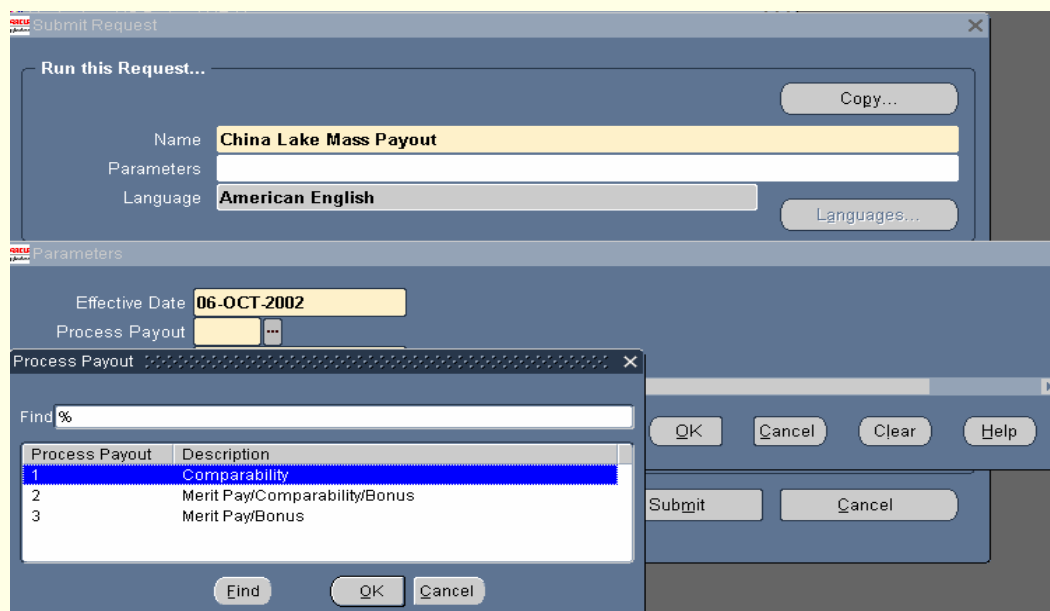 ORACLE
Submit Request
Run this Request...
Copy...
Name China Lake Mass Payout
Parameters
Language American English
Languages...
Parameters
Effective Date 06-OCT-2002
Process Payout ...
Process Payout
Find %
OK Cancel Clear Help
Process Payout Description
1 Comparability
2 Merit Pay/Comparability/Bonus
3 Merit Pay/Bonus
Submit Cancel
Find OK Cancel